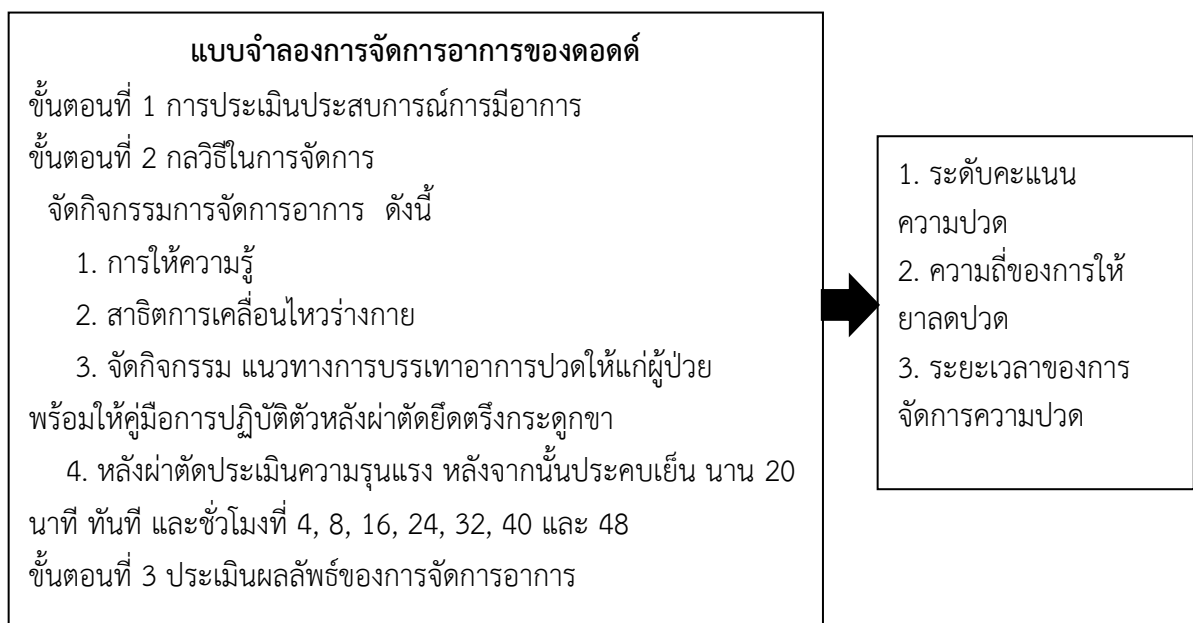 แบบจำลองการจัดการอาการของดอดด์
ขั้นตอนที่ 1 การประเมินประสบการณ์การมีอาการ
ขั้นตอนที่ 2 กลวิธีในการจัดการ
จัดกิจกรรมการจัดการอาการ ดังนี้
1. การให้ความรู้
2. สาธิตการเคลื่อนไหวร่างกาย
3. จัดกิจกรรม แนวทางการบรรเทาอาการปวดให้แก่ผู้ป่วย
พร้อมให้คู่มือการปฏิบัติตัวหลังผ่าตัดยึดตรึงกระดูกขา
4. หลังผ่าตัดประเมินความรุนแรง หลังจากนั้นประคบเย็น นาน 20
นาที ทันที และชั่วโมงที่ 4, 8, 16, 24, 32, 40 และ 48
ขั้นตอนที่ 3 ประเมินผลลัพธ์ของการจัดการอาการ
1. ระดับคะแนน
ความปวด
2. ความถี่ของการให้
ยาลดปวด
3. ระยะเวลาของการ
จัดการความปวด